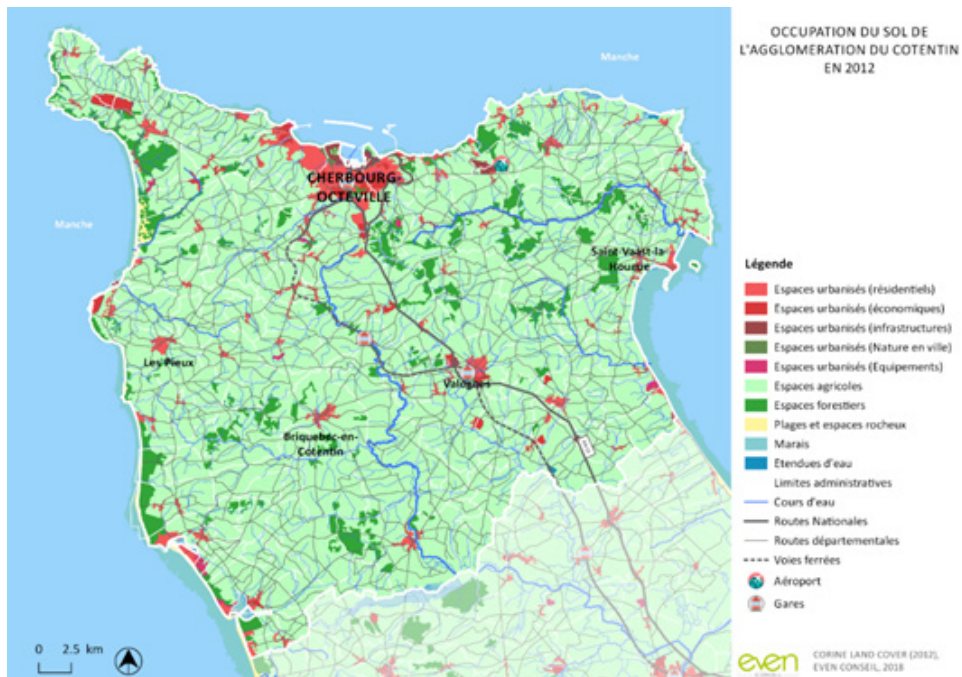 OCCUPATION DU SOL DE
L'AGGLOMERATION DU COTENTIN
EN 2012
Manche
Manche
CHERBOURG-
OCTEVILLE
Saint-Vaast-la-
Hougue
Les Pieux
Valognes
Briquebec-en-
Cotentin
Légende
Espaces urbanisés (résidentiels)
Espaces urbanisés (économiques)
Espaces urbanisés (infrastructures)
Espaces urbanisés (Nature en ville)
Espaces urbanisés (Equipements)
Espaces agricoles
Espaces forestiers
Plages et espaces rocheux
Marais
Etendues d'eau
Limites administratives
Cours d'eau
Routes Nationales
Routes départementales
Voies ferrées
Aéroport
Gares
0 2.5 km
even
CONSEIL
CORINE LAND COVER (2012),
EVEN CONSEIL, 2018